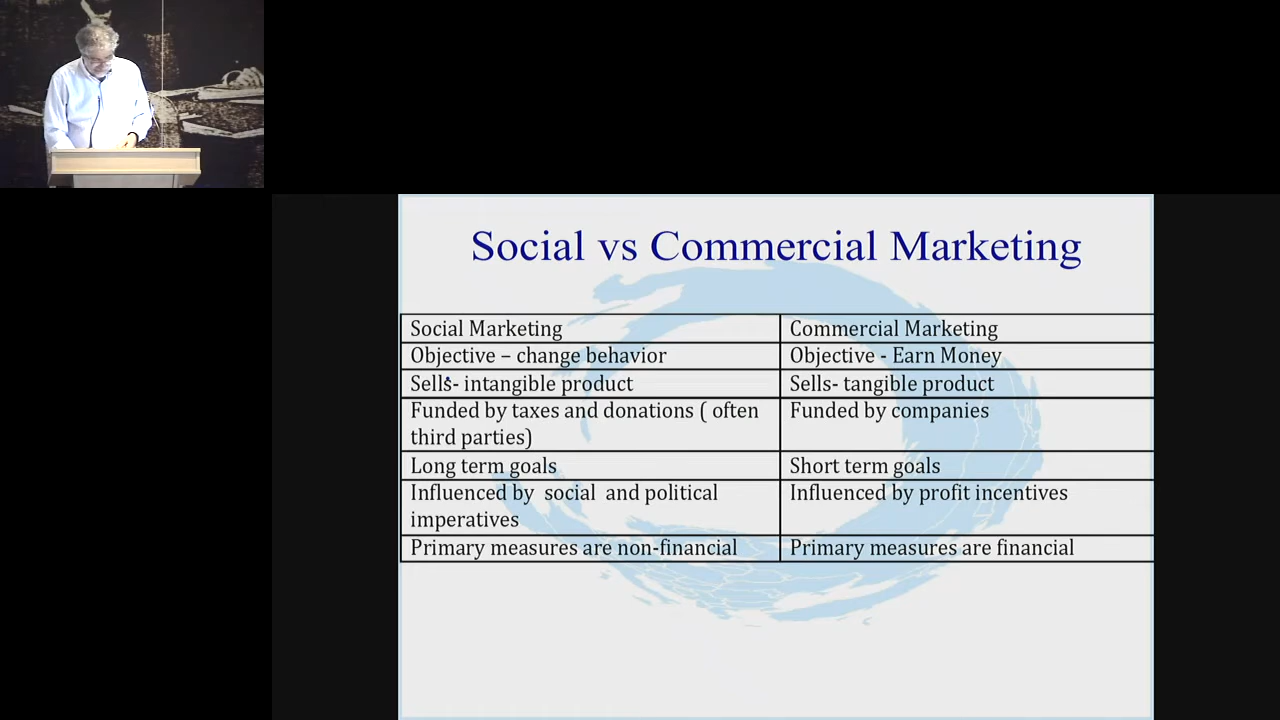 Social vs Commercial Marketing
Social Marketing
Commercial Marketing
Objective – change behavior
Objective - Earn Money
Sells- intangible product
Sells- tangible product
Funded by taxes and donations ( often
third parties)
Funded by companies
Long term goals
Short term goals
Influenced by social and political
imperatives
Influenced by profit incentives
Primary measures are non-financial
Primary measures are financial